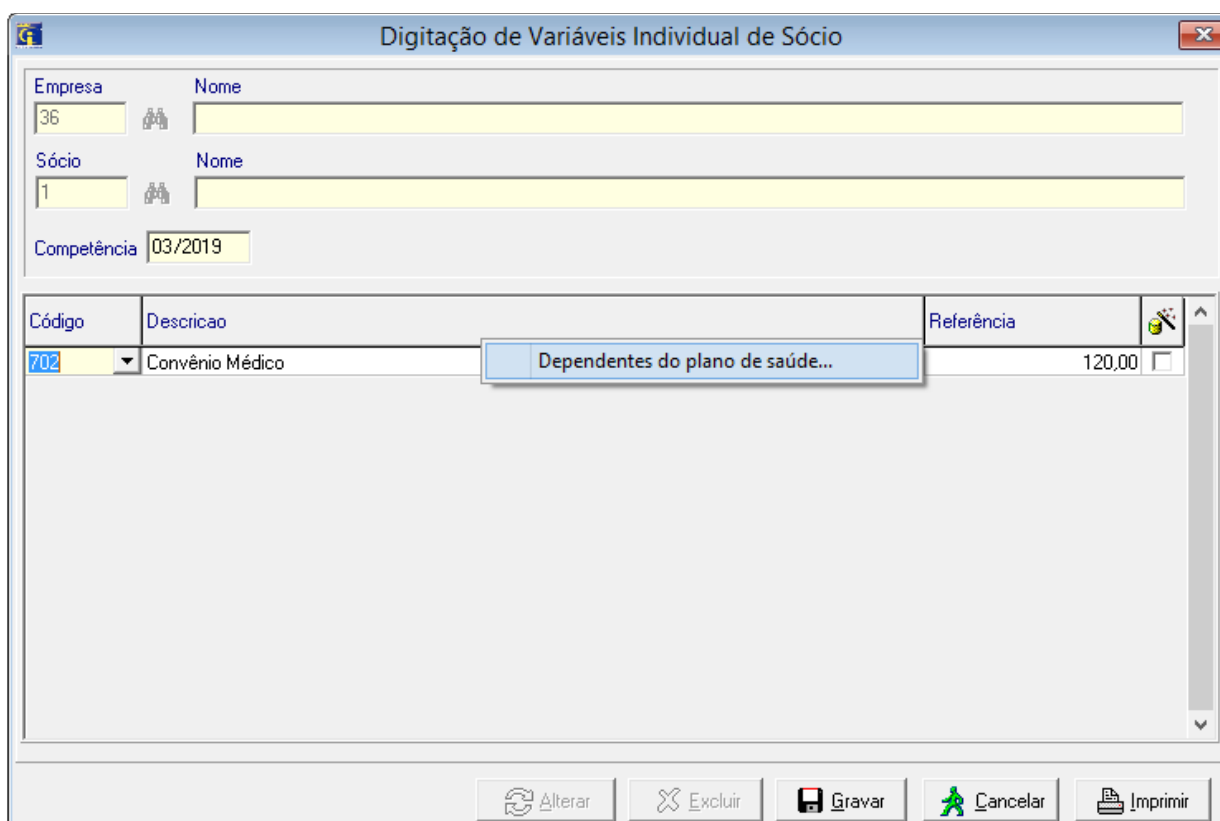 Digitação de Variáveis Individual de Sócio
Empresa Nome
36
Sócio Nome
1
Competência 03/2019
Código Descricao Referência
702 Convênio Médico Dependentes do plano de saúde... 120,00
Alterar Excluir Gravar Cancelar Imprimir